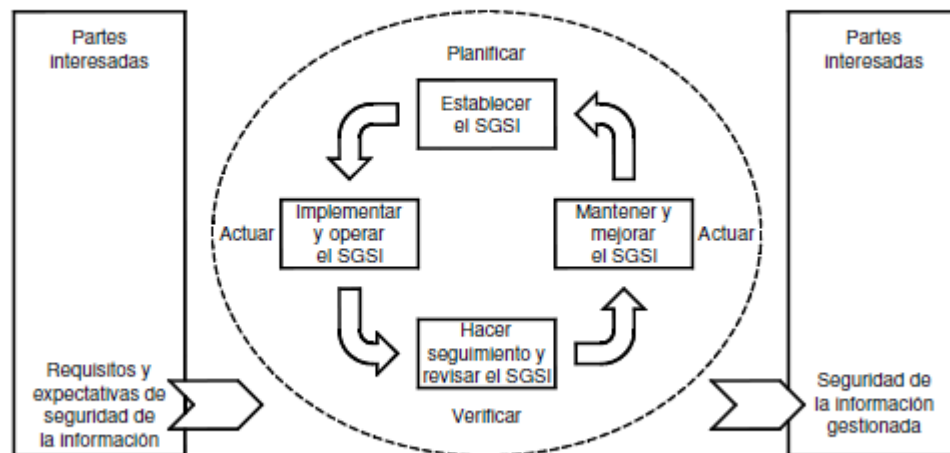 Partes
interesadas
Requisitos y
expectativas de
seguridad de
la información
Planificar
Establecer
el SGSI
Actuar
Implementar
y operar
el SGSI
Mantener y
mejorar
el SGSI
Actuar
Hacer
seguimiento y
revisar el SGSI
Verificar
Partes
interesadas
Seguridad de
la información
gestionada